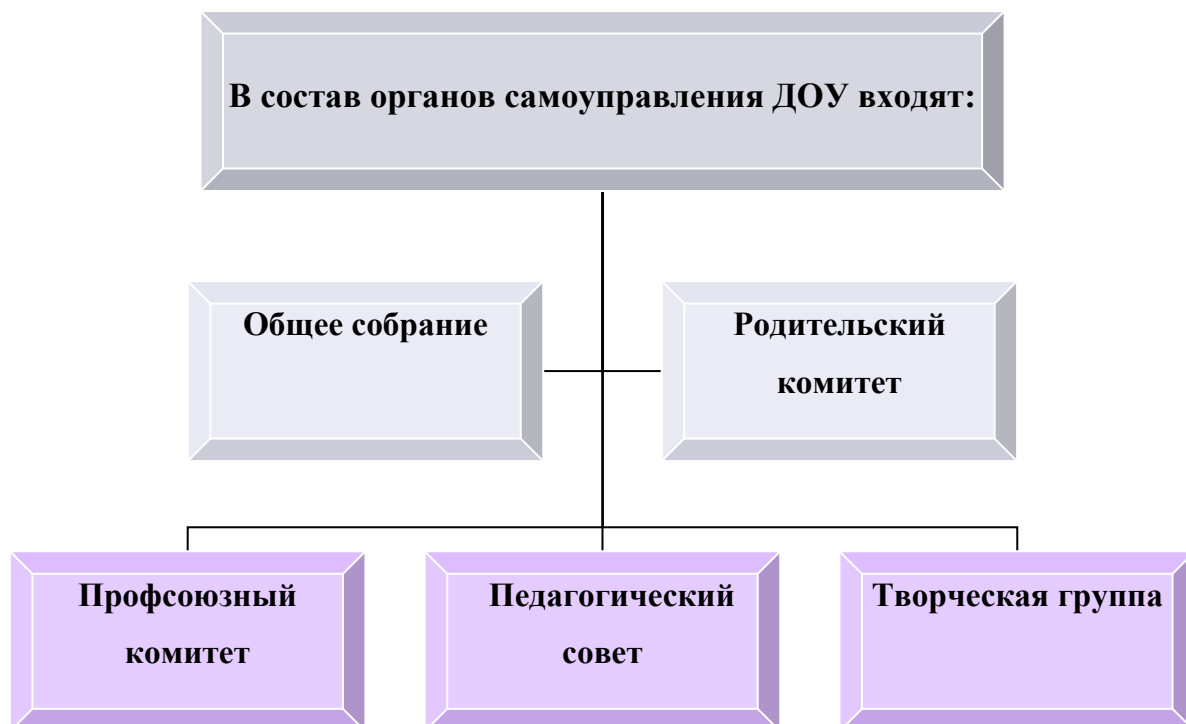 В состав органов самоуправления ДОУ входят:
Общее собрание
Родительский
комитет
Профсоюзный
комитет
Педагогический
совет
Творческая группа